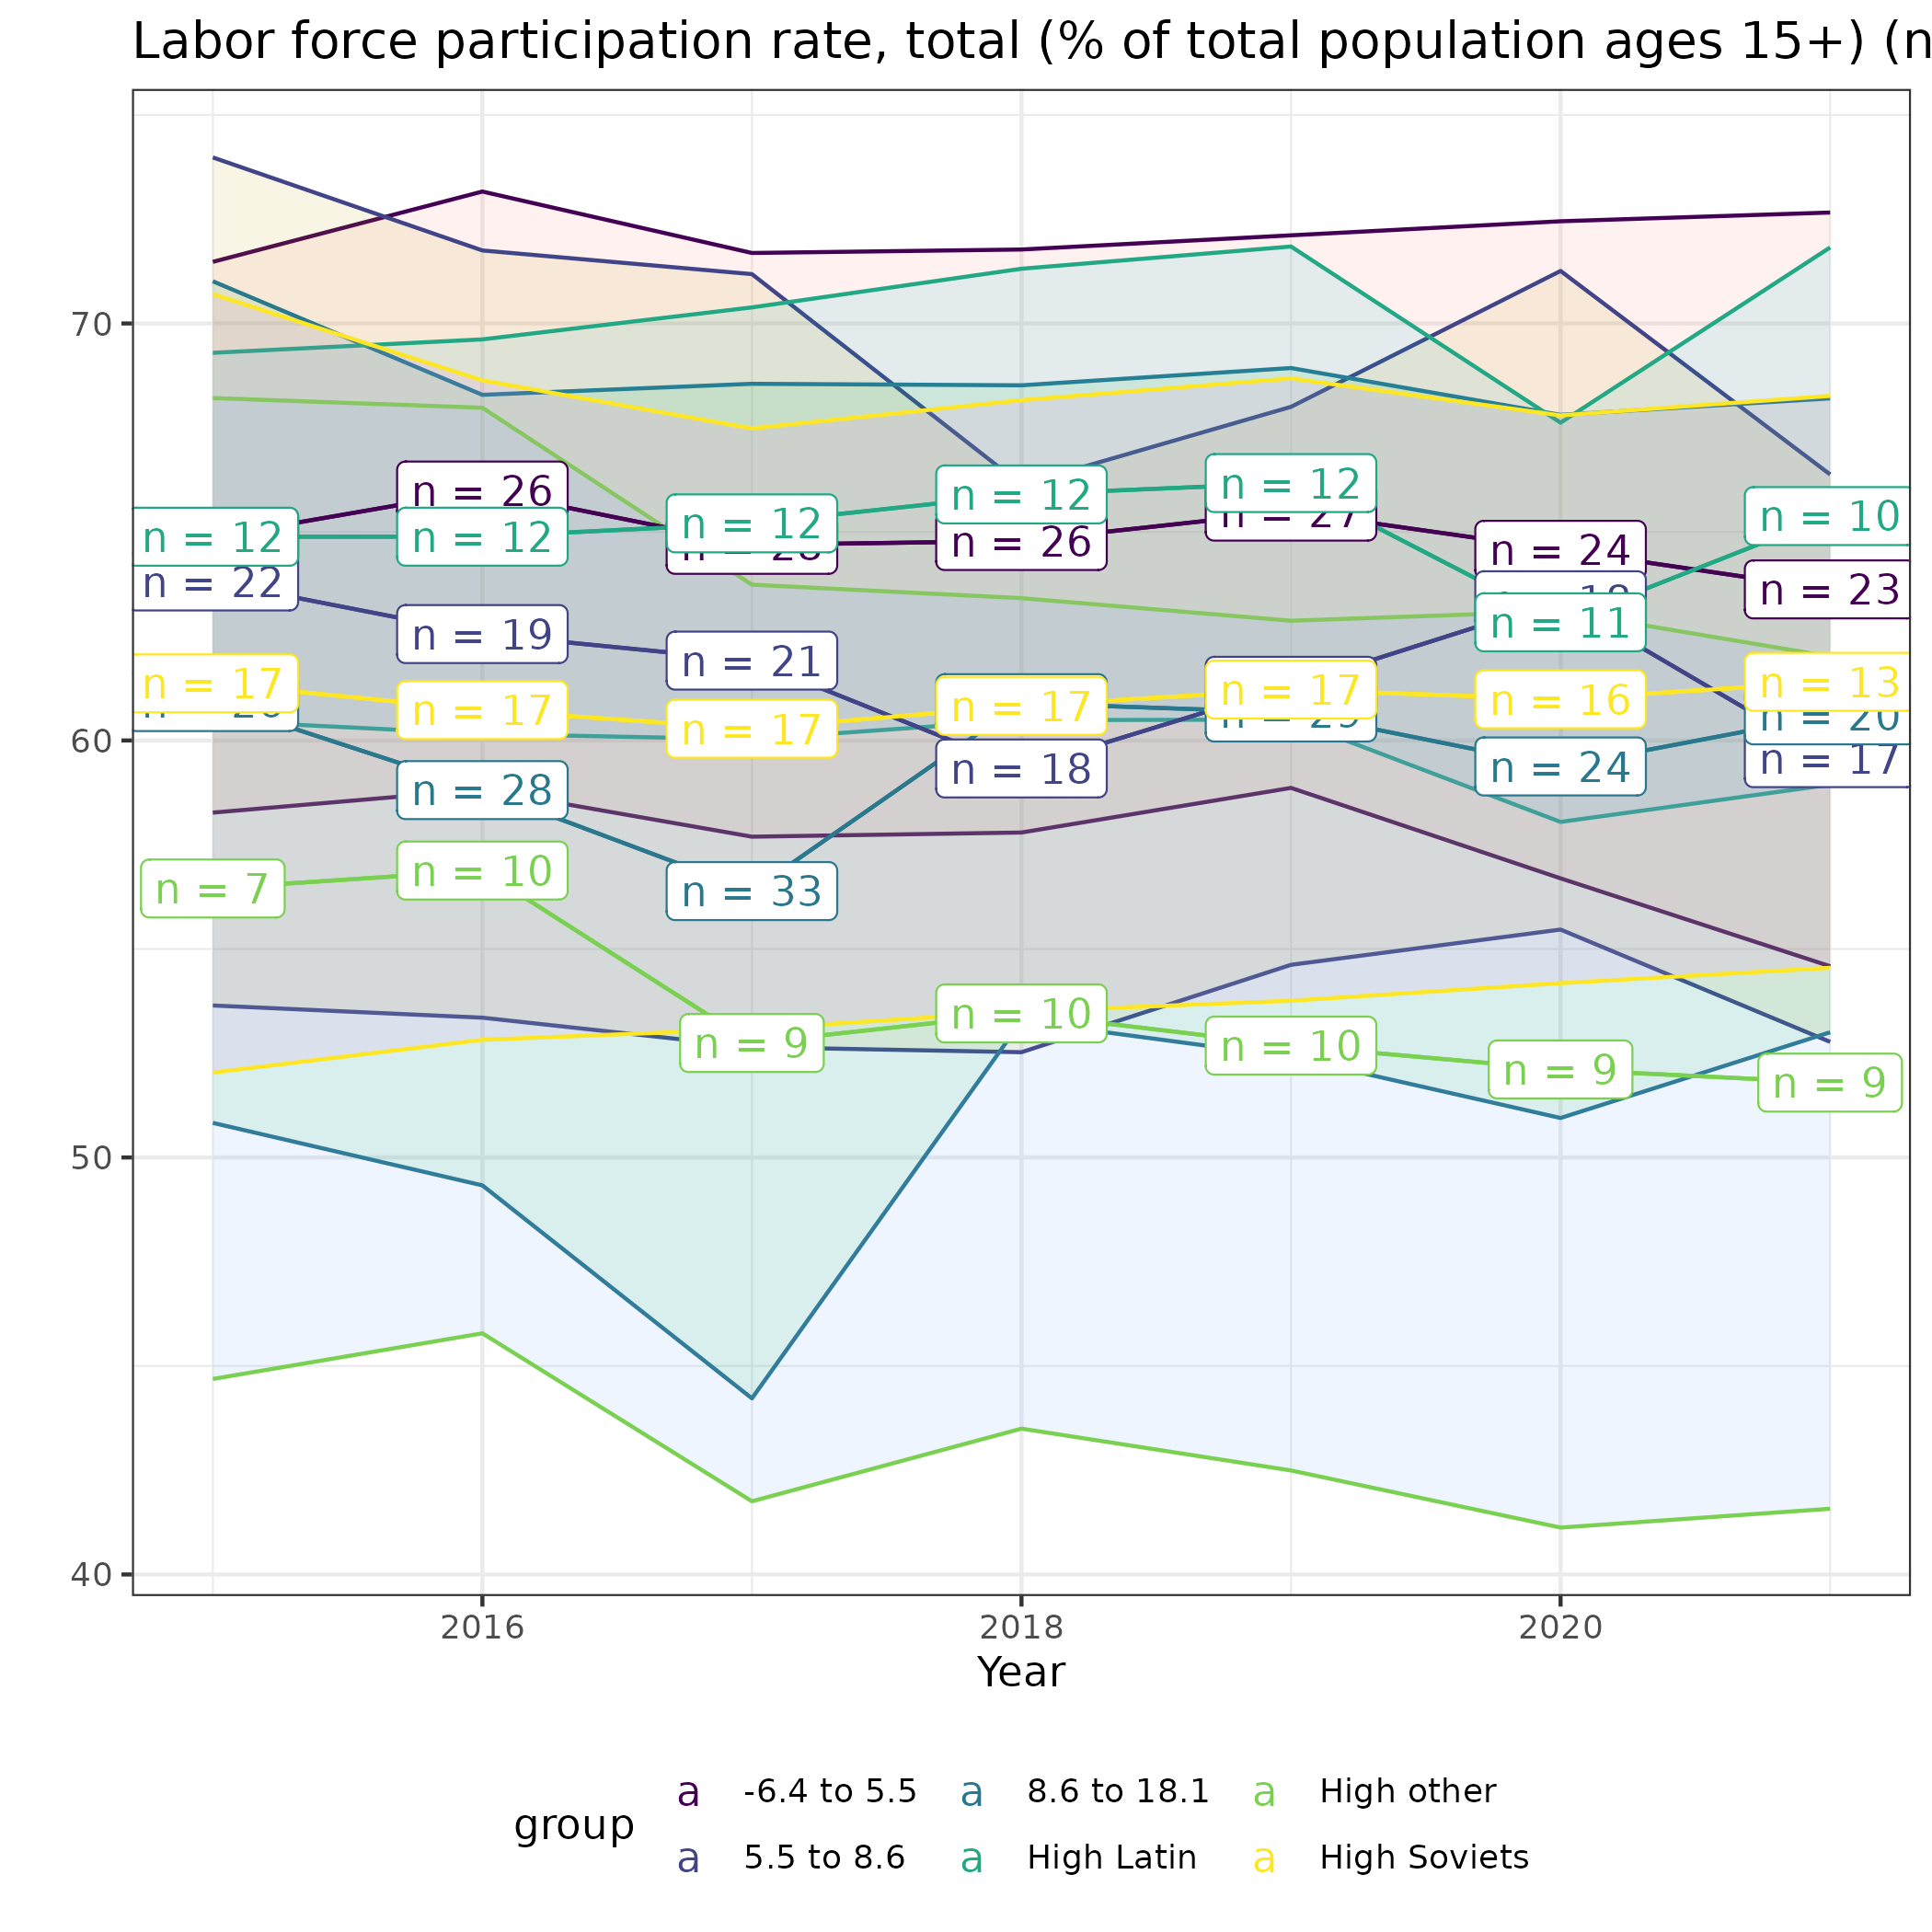 Labor force participation rate, total (% of total population ages 15+) (n
70
60
50
40
n = 26
n = 12
n = 12
n = 12
n = 12
n = 12
n = 10
n = 26
n = 27
n = 24
n = 23
n = 22
n = 19
n = 21
n = 11
n = 17
n = 17
n = 17
n = 17
n = 17
n = 16
n = 13
n = 20
n = 18
n = 24
n = 17
n = 28
n = 33
n = 7
n = 10
n = 9
n = 10
n = 10
n = 9
n = 9
2016
2018
2020
Year
group
a -6.4 to 5.5
a 8.6 to 18.1
a High other
a 5.5 to 8.6
a High Latin
a High Soviets